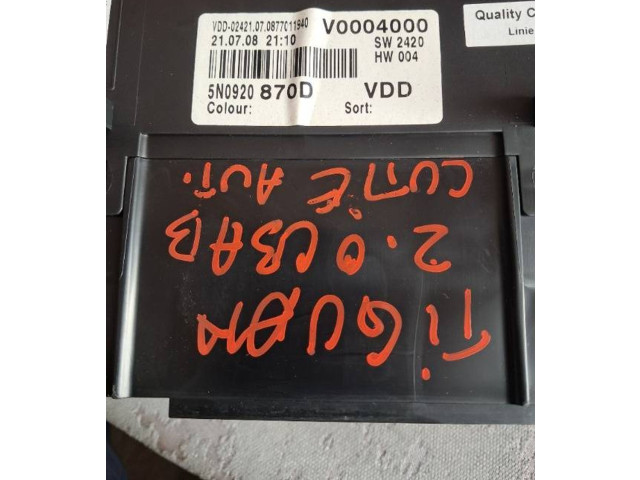 VDD-02421.07.0877011940 V0004000
21.07.08 21:10 SW 2420
HW 004
5N0920 870D VDD
Colour: Sort:
Quality C
Linie
TiGUAN
2.0 CBAB
CUTIE AUT.